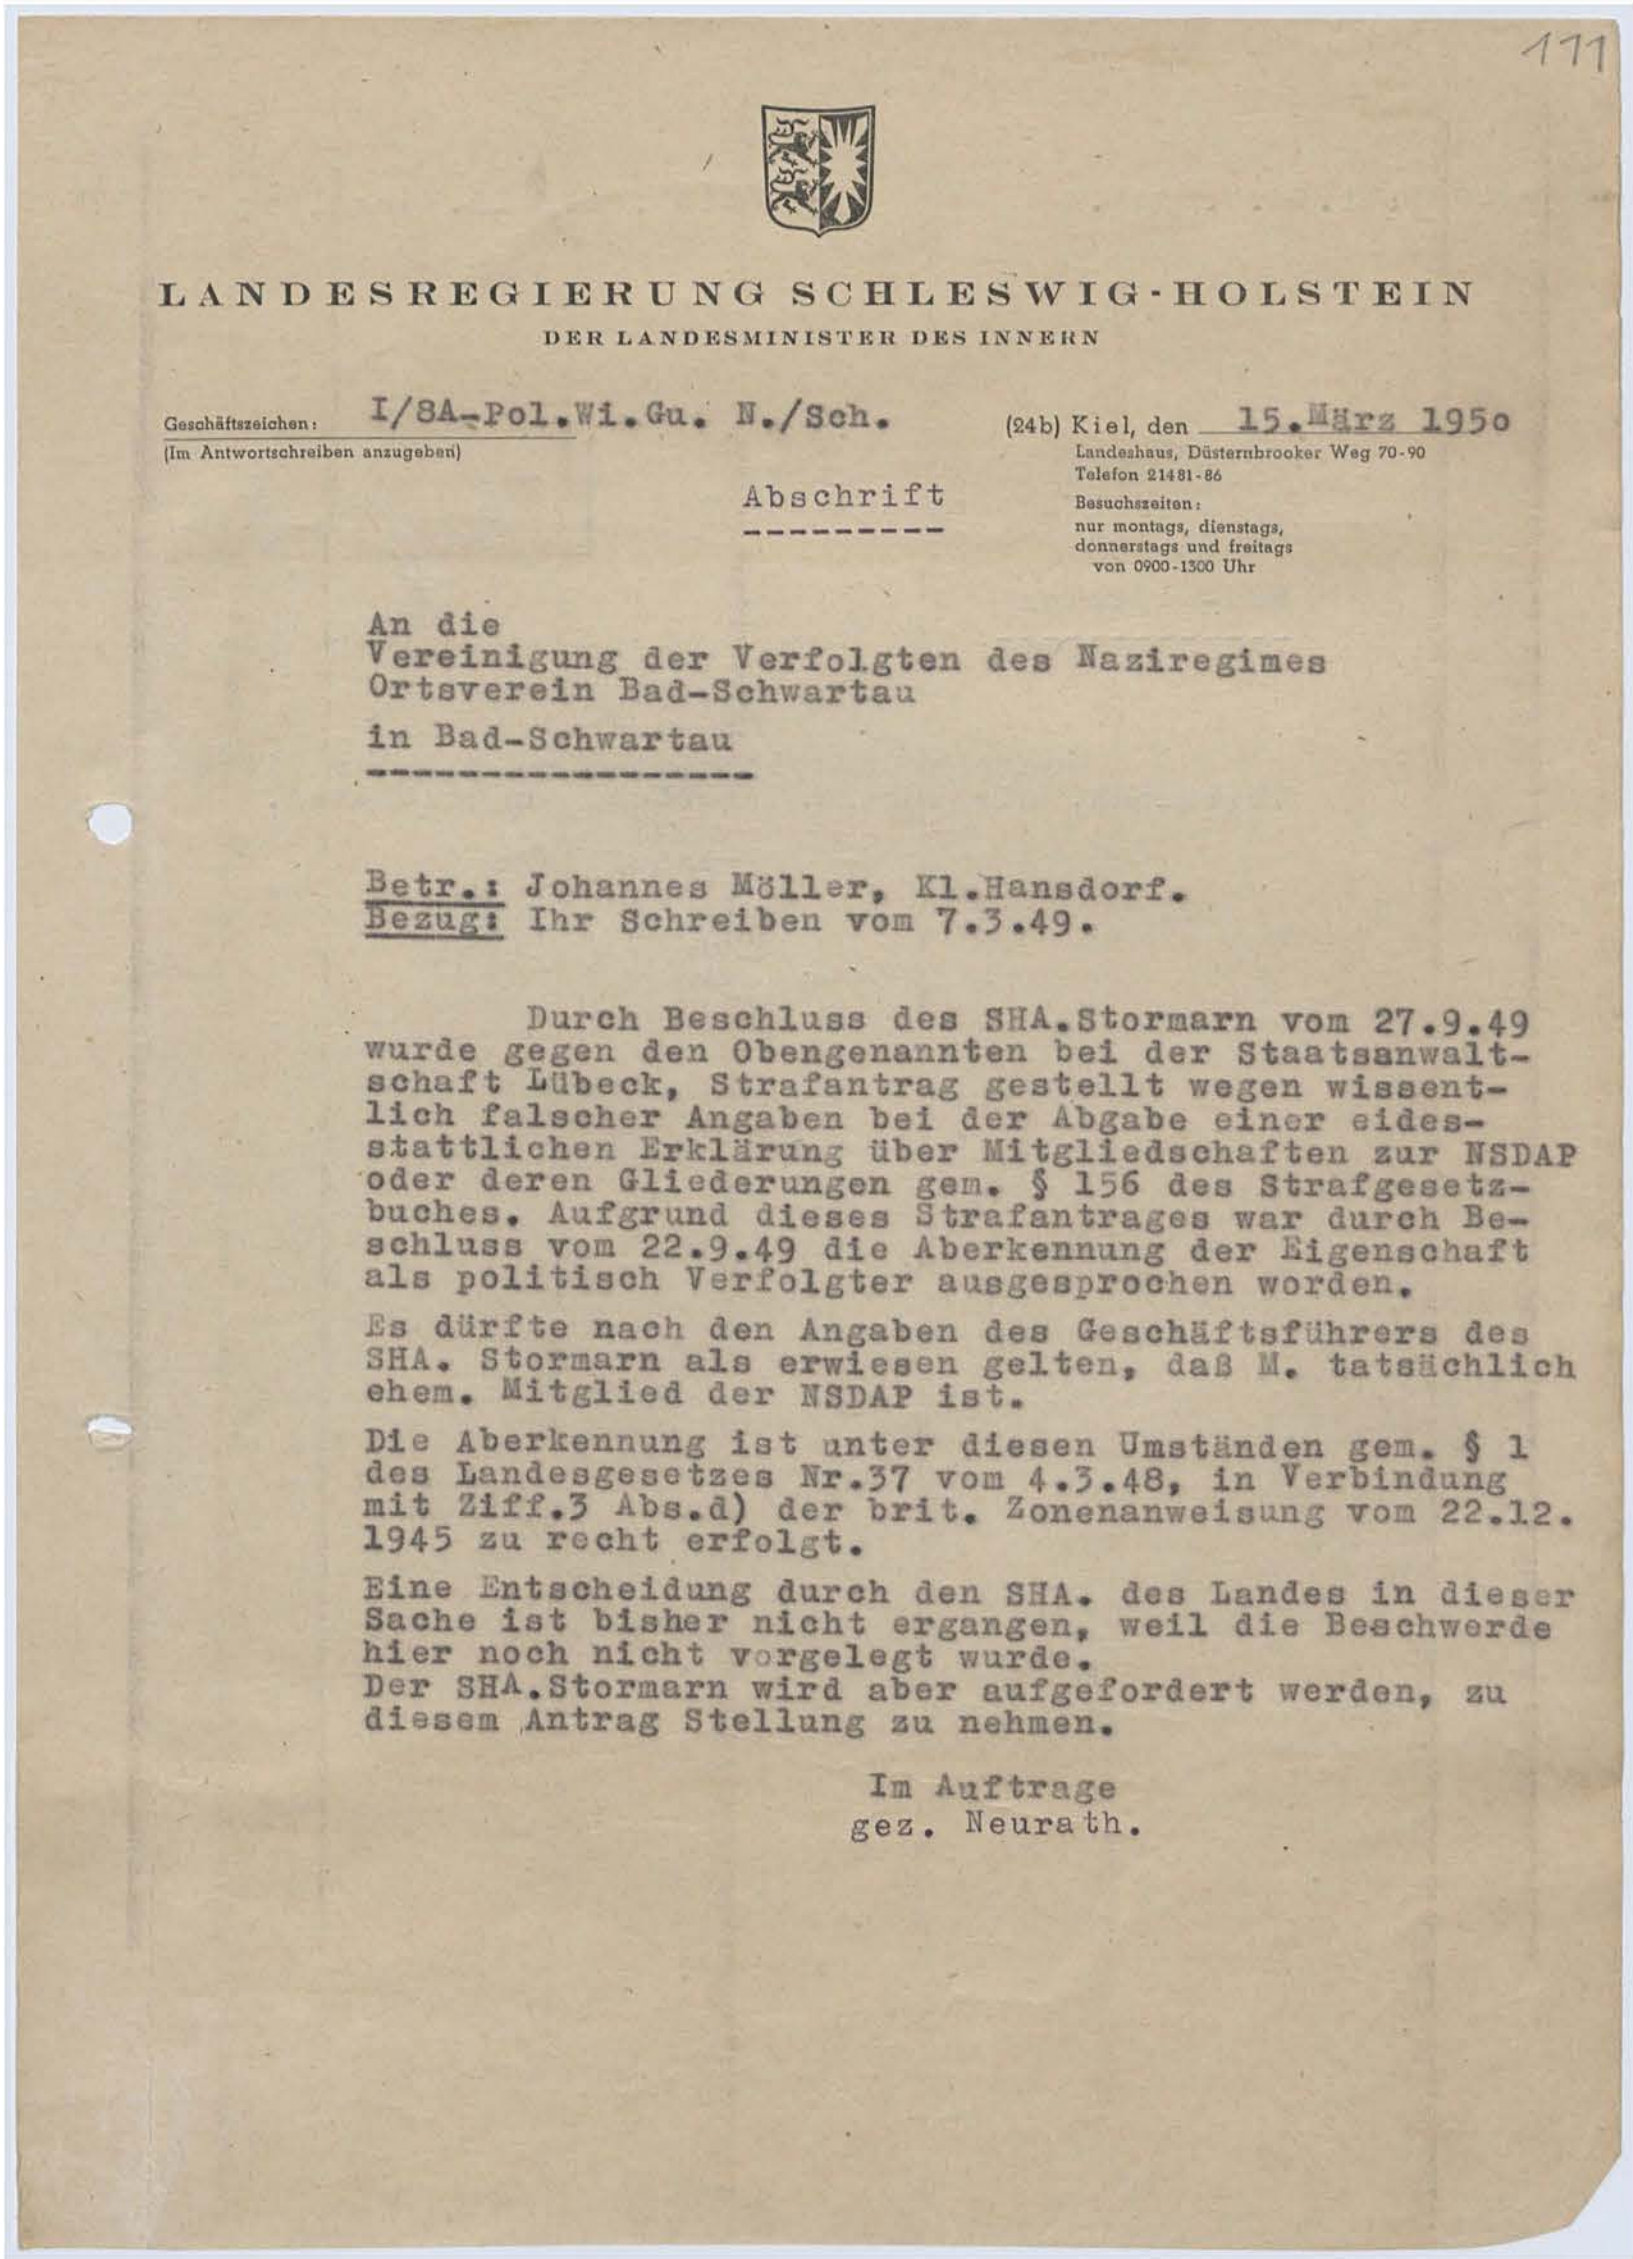 111
LANDESREGIERUNG SCHLESWIG-HOLSTEIN
DER LANDESMINISTER DES INNERN
Geschäftszeichen: I/8A-Pol.Wi.Gu. N./Sch.
(Im Antwortschreiben anzugeben)
(24b) Kiel, den 15.März 1950
Landeshaus, Düsternbrooker Weg 70-90
Telefon 21481-86
Besuchszeiten:
nur montags, dienstags,
donnerstags und freitags
von 0900-1300 Uhr
Abschrift
An die
Vereinigung der Verfolgten des Naziregimes
Ortsverein Bad-Schwartau
in Bad-Schwartau
Betr.: Johannes Möller, Kl.Hansdorf.
Bezug: Ihr Schreiben vom 7.3.49.
Durch Beschluss des SHA.Stormarn vom 27.9.49
wurde gegen den Obengenannten bei der Staatsanwalt-
schaft Lübeck, Strafantrag gestellt wegen wissent-
lich falscher Angaben bei der Abgabe einer eides-
stattlichen Erklärung über Mitgliedschaften zur NSDAP
oder deren Gliederungen gem. § 156 des Strafgesetz-
buches. Aufgrund dieses Strafantrages war durch Be-
schluss vom 22.9.49 die Aberkennung der Eigenschaft
als politisch Verfolgter ausgesprochen worden.
Es dürfte nach den Angaben des Geschäftsführers des
SHA. Stormarn als erwiesen gelten, daß M. tatsächlich
ehem. Mitglied der NSDAP ist.
Die Aberkennung ist unter diesen Umständen gem. § 1
des Landesgesetzes Nr.37 vom 4.3.48, in Verbindung
mit Ziff.3 Abs.d) der brit. Zonenanweisung vom 22.12.
1945 zu recht erfolgt.
Eine Entscheidung durch den SHA. des Landes in dieser
Sache ist bisher nicht ergangen, weil die Beschwerde
hier noch nicht vorgelegt wurde.
Der SHA.Stormarn wird aber aufgefordert werden, zu
diesem Antrag Stellung zu nehmen.
Im Auftrage
gez. Neurath.